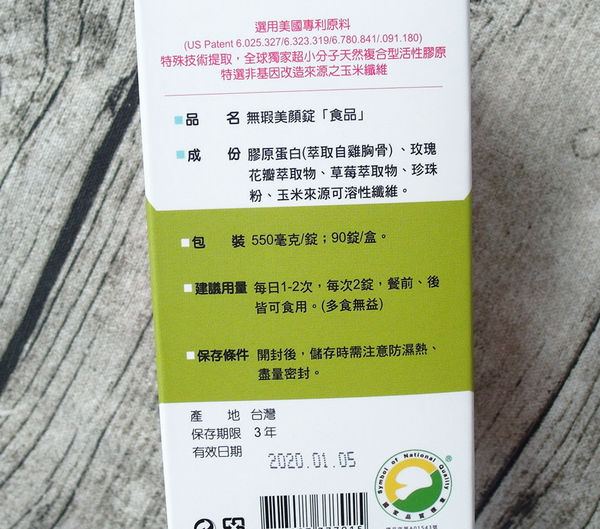 選用美國專利原料
(US Patent 6.025.327/6.323.319/6.780.841/.091.180)
特殊技術提取，全球獨家超小分子天然複合型活性膠原
特選非基因改造來源之玉米纖維
品 名 無瑕美顏錠「食品」
成 份 膠原蛋白(萃取自雞胸骨)、玫瑰
花瓣萃取物、草莓萃取物、珍珠
粉、玉米來源可溶性纖維。
包 裝 550毫克/錠；90錠/盒。
建議用量 每日1-2次，每次2錠，餐前、後
皆可食用。(多食無益)
保存條件 開封後，儲存時需注意防濕熱、
盡量密封。
產 地 台灣
保存期限 3 年
有效日期
2020.01.05
Symbol of National Quality